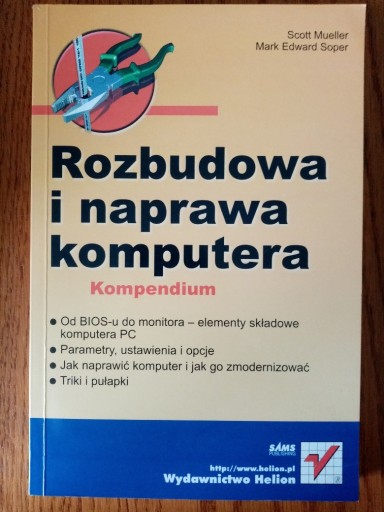 Scott Mueller
Mark Edward Soper
Rozbudowa
i naprawa
komputera
Kompendium
Od BIOS-u do monitora – elementy składowe
komputera PC
Parametry, ustawienia i opcje
Jak naprawić komputer i jak go zmodernizować
Triki i pułapki
SAMS
PUBLISHING
http://www.helion.pl
Wydawnictwo Helion